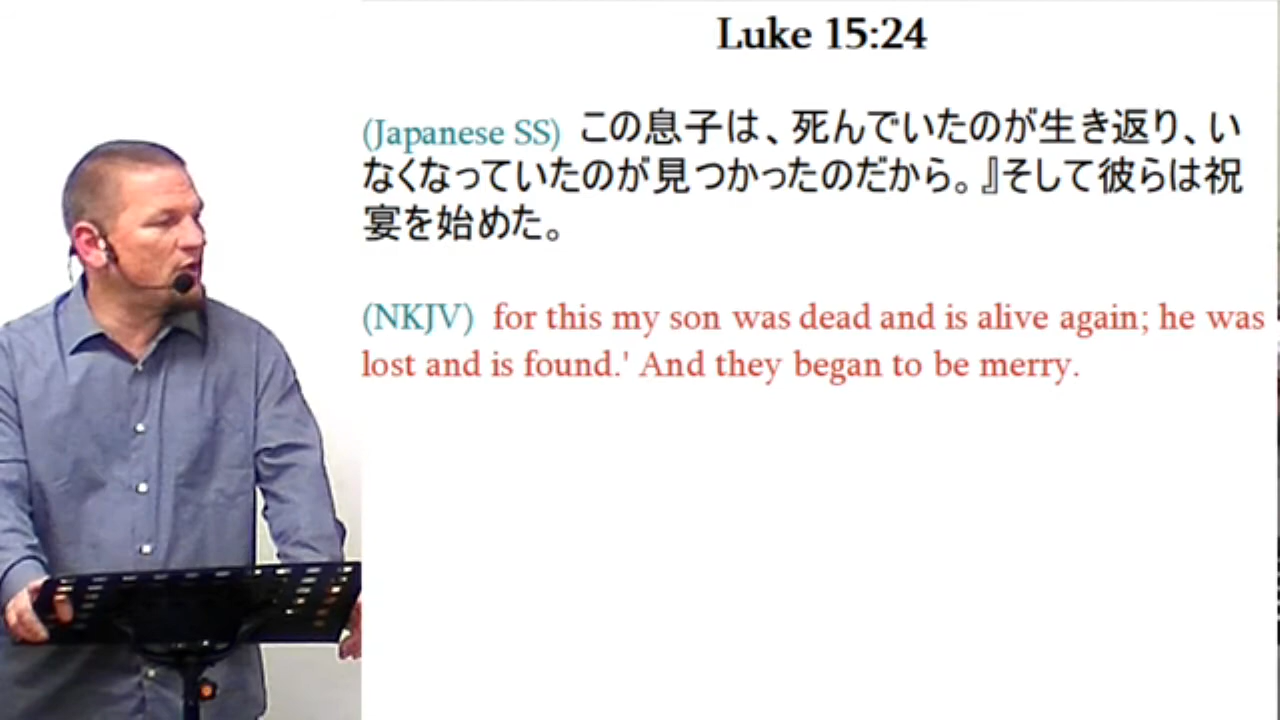 Luke 15:24
(Japanese SS) この息子は、死んでいたのが生き返り、い
なくなっていたのが見つかったのだから。』そして彼らは祝
宴を始めた。
(NKJV) for this my son was dead and is alive again; he was
lost and is found.' And they began to be merry.